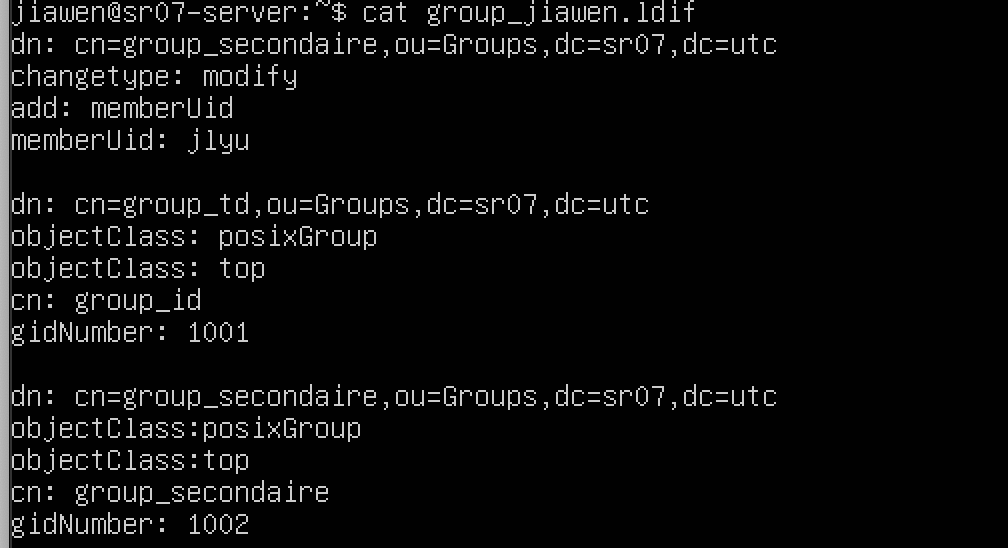 jiawen@sr07-server:~$ cat group_jiawen.ldif
dn: cn=group_secondaire,ou=Groups,dc=sr07,dc=utc
changetype: modify
add: memberUid
memberUid: jlyu
dn: cn=group_td,ou=Groups,dc=sr07,dc=utc
objectClass: posixGroup
objectClass: top
cn: group_id
gidNumber: 1001
dn: cn=group_secondaire,ou=Groups,dc=sr07,dc=utc
objectClass:posixGroup
objectClass:top
cn: group_secondaire
gidNumber: 1002